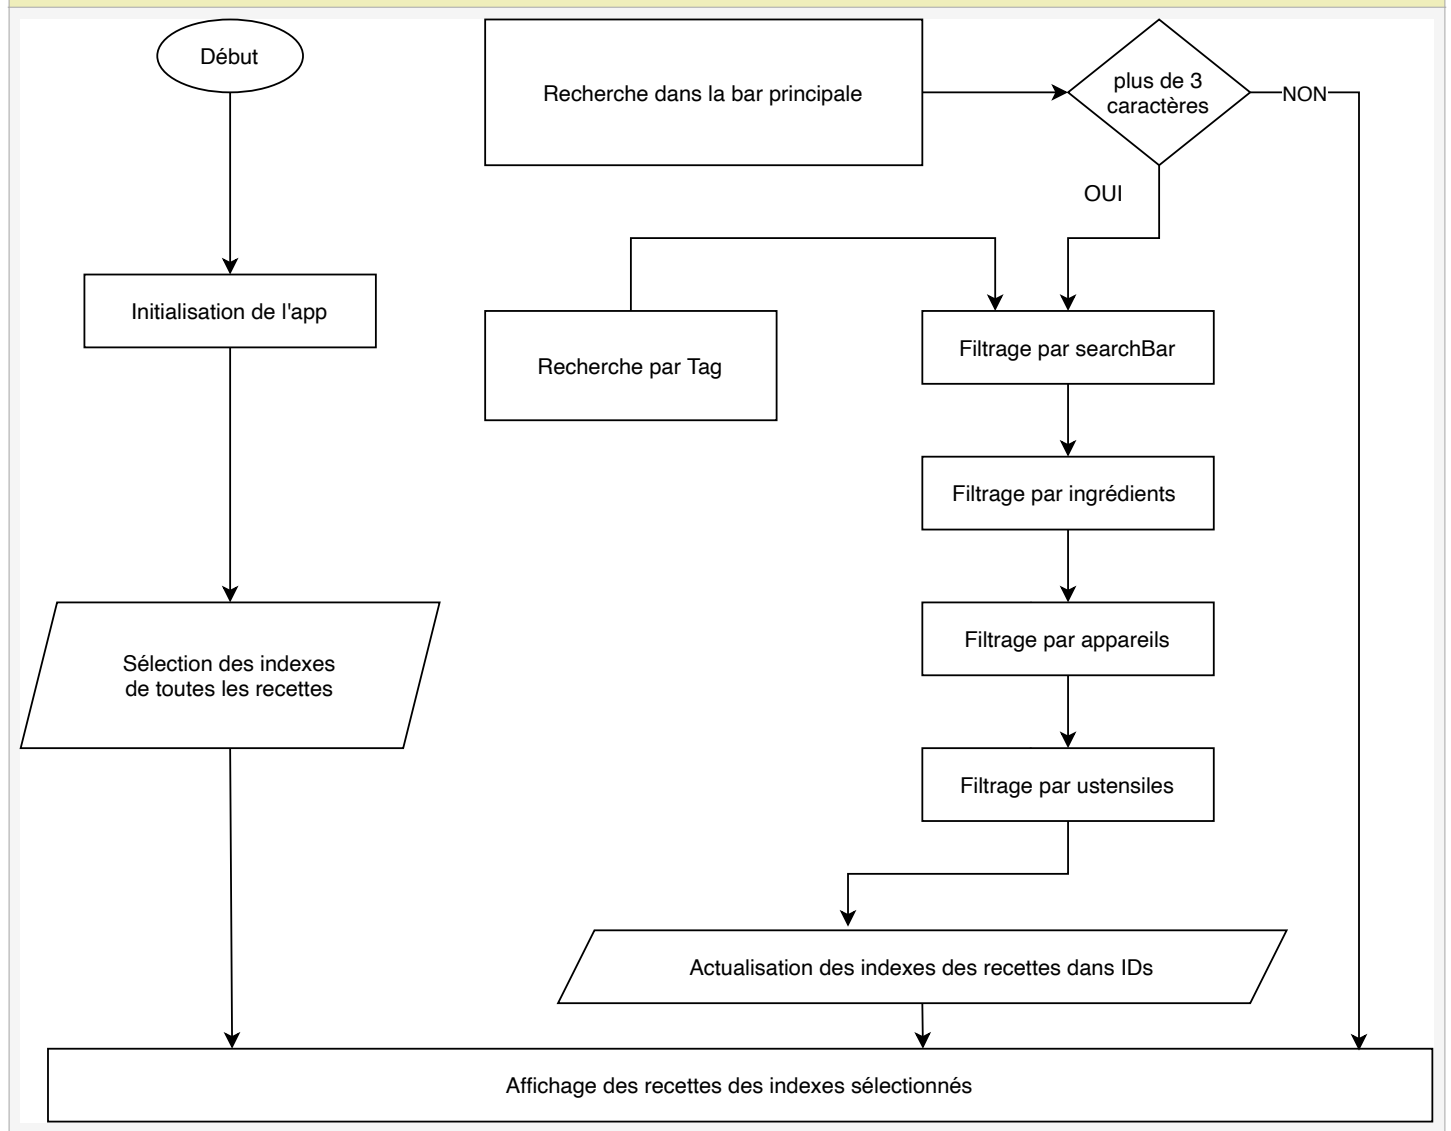 Début
Recherche dans la bar principale
plus de 3
caractères
NON
OUI
Initialisation de l'app
Recherche par Tag
Filtrage par searchBar
Filtrage par ingrédients
Filtrage par appareils
Sélection des indexes
de toutes les recettes
Filtrage par ustensiles
Actualisation des indexes des recettes dans IDs
Affichage des recettes des indexes sélectionnés